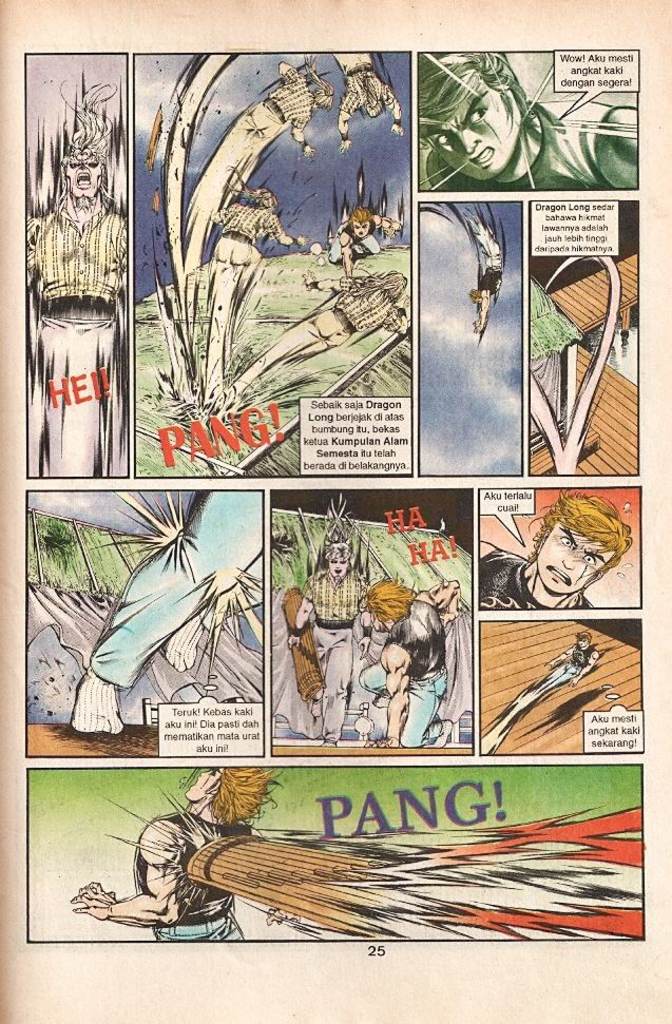 HEI!
PANG!
Sebaik saja Dragon
Long berjejak di atas
bumbung itu, bekas
ketua Kumpulan Alam
Semesta itu telah
berada di belakangnya.
Wow! Aku mesti
angkat kaki
dengan segera!
Dragon Long sedar
bahawa hikmat
lawannya adalah
jauh lebih tinggi
daripada hikmatnya.
Teruk! Kebas kaki
aku ini! Dia pasti dah
mematikan mata urat
aku ini!
HA
HA!
Aku terlalu
cuai!
Aku mesti
angkat kaki
sekarang!
PANG!
25